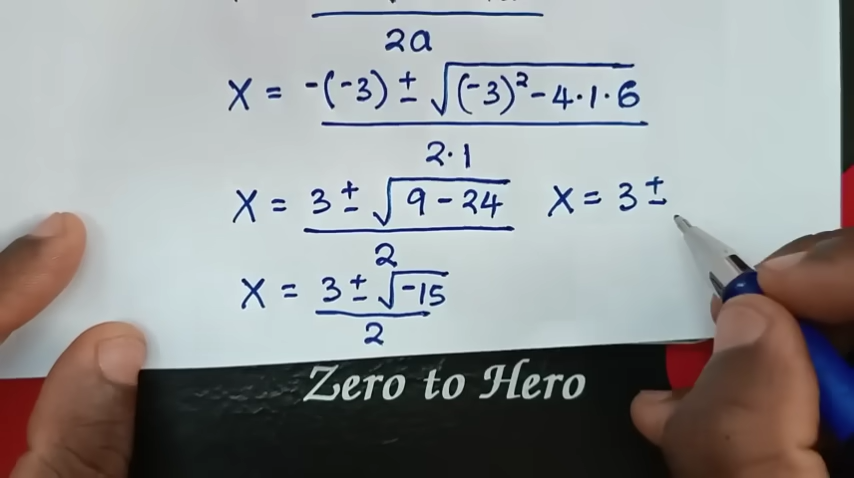 2a
X = -(-3) ± √(-3)² - 4·1·6
2·1
X = 3 ± √9 - 24
2
X = 3 ± √-15
2
X = 3 ±
Zero to Hero